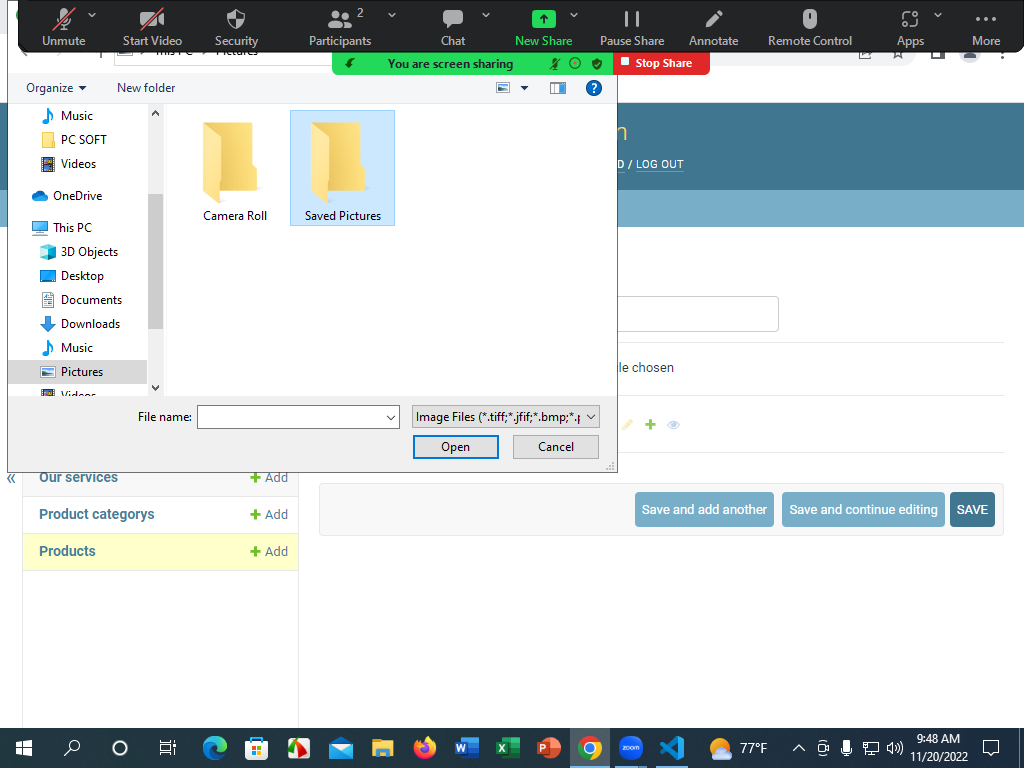 Unmute
Start Video
Security
Participants
2
Chat
New Share
Pause Share
Annotate
Remote Control
Apps
More
This PC
Pictures
You are screen sharing
Stop Share
Organize
New folder
Music
PC SOFT
Videos
OneDrive
This PC
3D Objects
Desktop
Documents
Downloads
Music
Pictures
Videos
Camera Roll
Saved Pictures
D / LOG OUT
le chosen
File name:
Image Files (*.tiff;*.jfif;*.bmp;*.p
Open
Cancel
«
Our services
Add
Product categorys
Add
Products
Add
Save and add another
Save and continue editing
SAVE
zoom
77°F
9:48 AM
11/20/2022